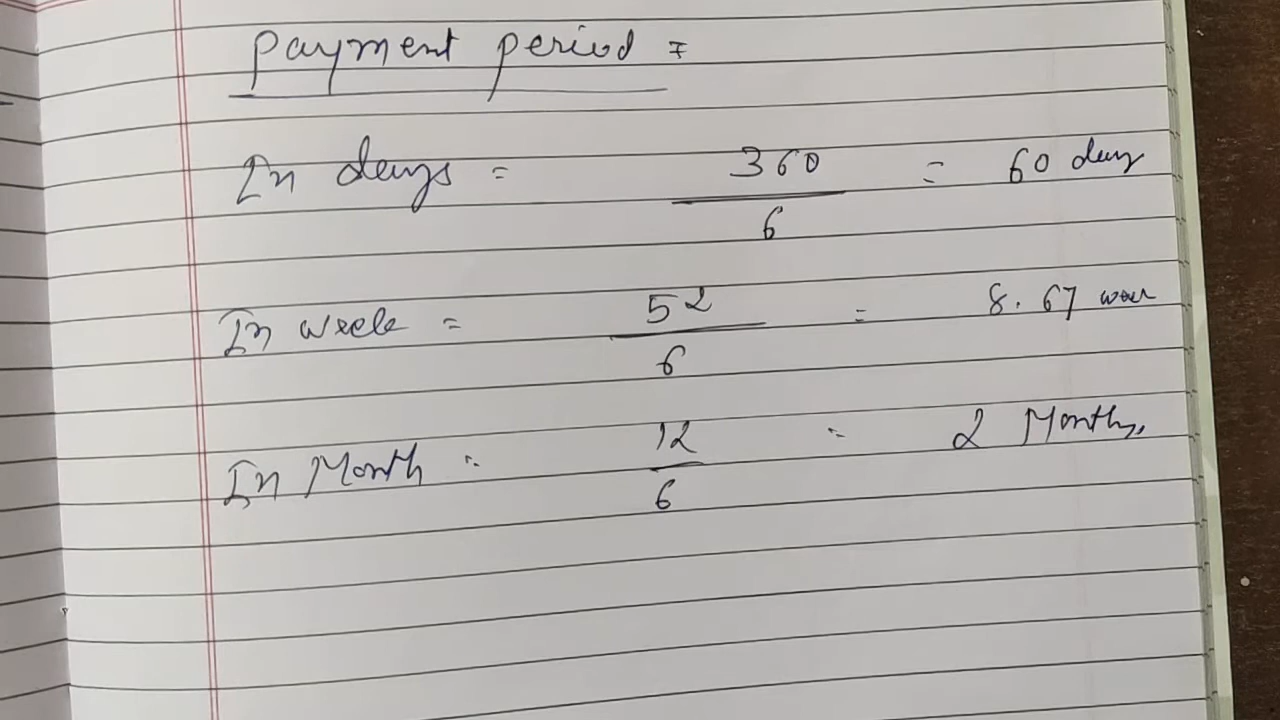 Payment period =
In days = 360 / 6 = 60 days
In week = 52 / 6 = 8.67 week
In Month = 12 / 6 = 2 Months.